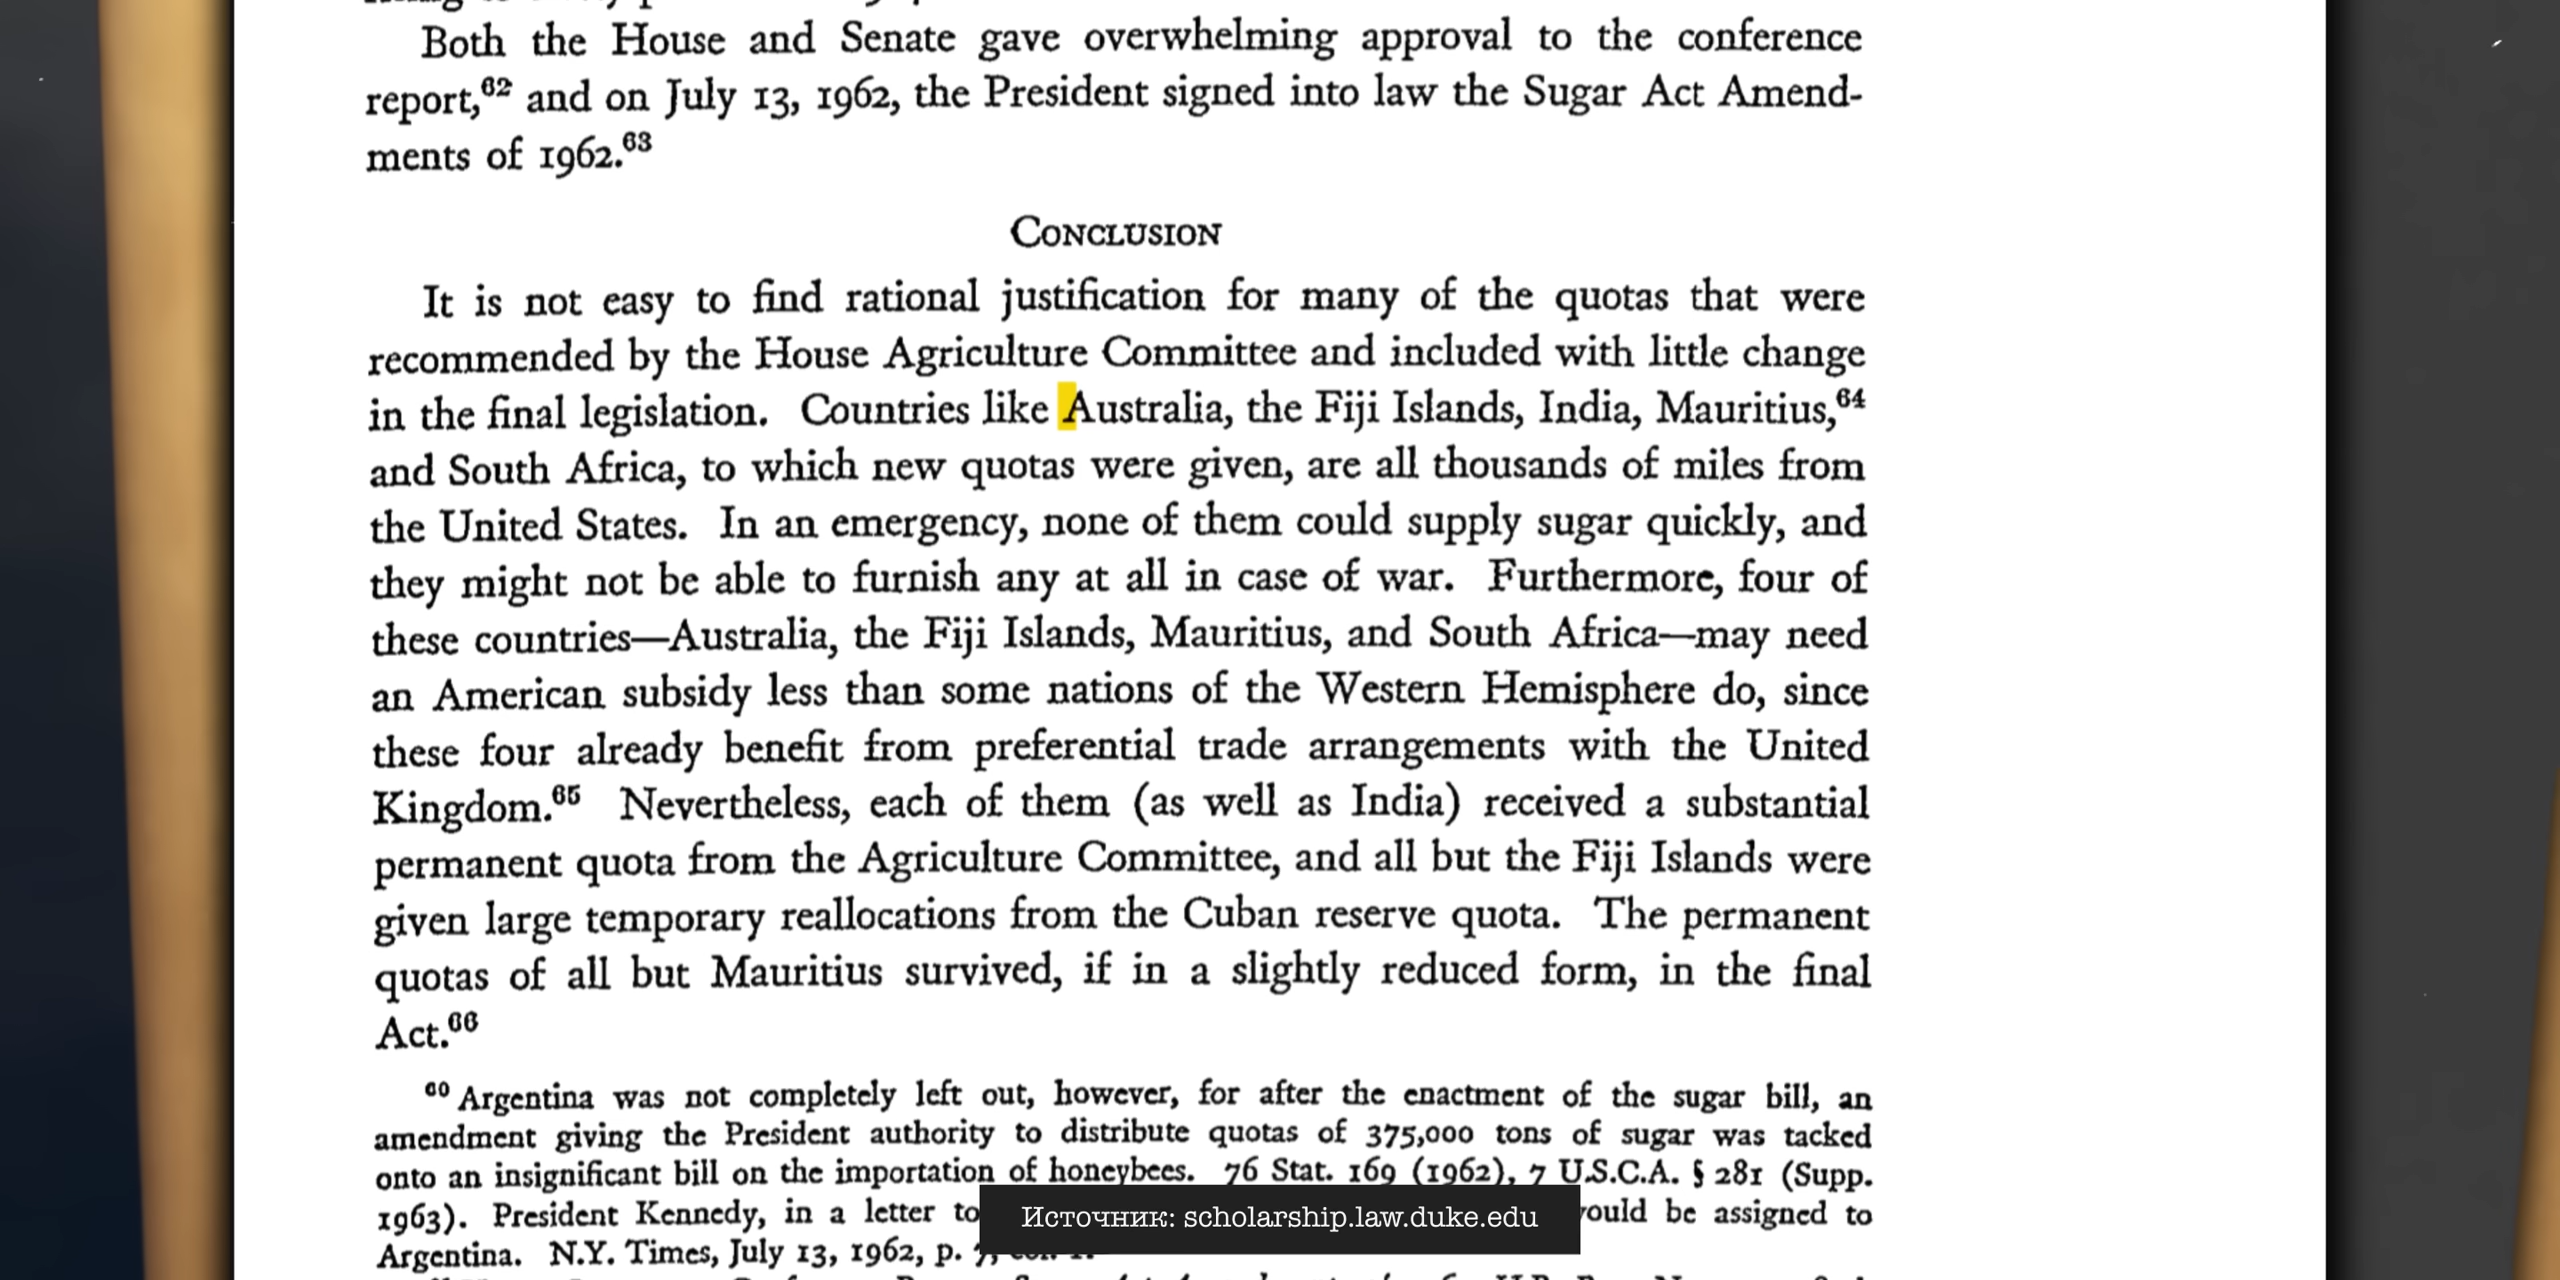 Both the House and Senate gave overwhelming approval to the conference
report,62 and on July 13, 1962, the President signed into law the Sugar Act Amend-
ments of 1962.63
Conclusion
It is not easy to find rational justification for many of the quotas that were
recommended by the House Agriculture Committee and included with little change
in the final legislation. Countries like Australia, the Fiji Islands, India, Mauritius,64
and South Africa, to which new quotas were given, are all thousands of miles from
the United States. In an emergency, none of them could supply sugar quickly, and
they might not be able to furnish any at all in case of war. Furthermore, four of
these countries—Australia, the Fiji Islands, Mauritius, and South Africa—may need
an American subsidy less than some nations of the Western Hemisphere do, since
these four already benefit from preferential trade arrangements with the United
Kingdom.65 Nevertheless, each of them (as well as India) received a substantial
permanent quota from the Agriculture Committee, and all but the Fiji Islands were
given large temporary reallocations from the Cuban reserve quota. The permanent
quotas of all but Mauritius survived, if in a slightly reduced form, in the final
Act.66
60 Argentina was not completely left out, however, for after the enactment of the sugar bill, an
amendment giving the President authority to distribute quotas of 375,000 tons of sugar was tacked
onto an insignificant bill on the importation of honeybees. 76 Stat. 169 (1962), 7 U.S.C.A. § 281 (Supp.
1963). President Kennedy, in a letter to be assigned to
Argentina. N.Y. Times, July 13, 1962, p.
Источник: scholarship.law.duke.edu